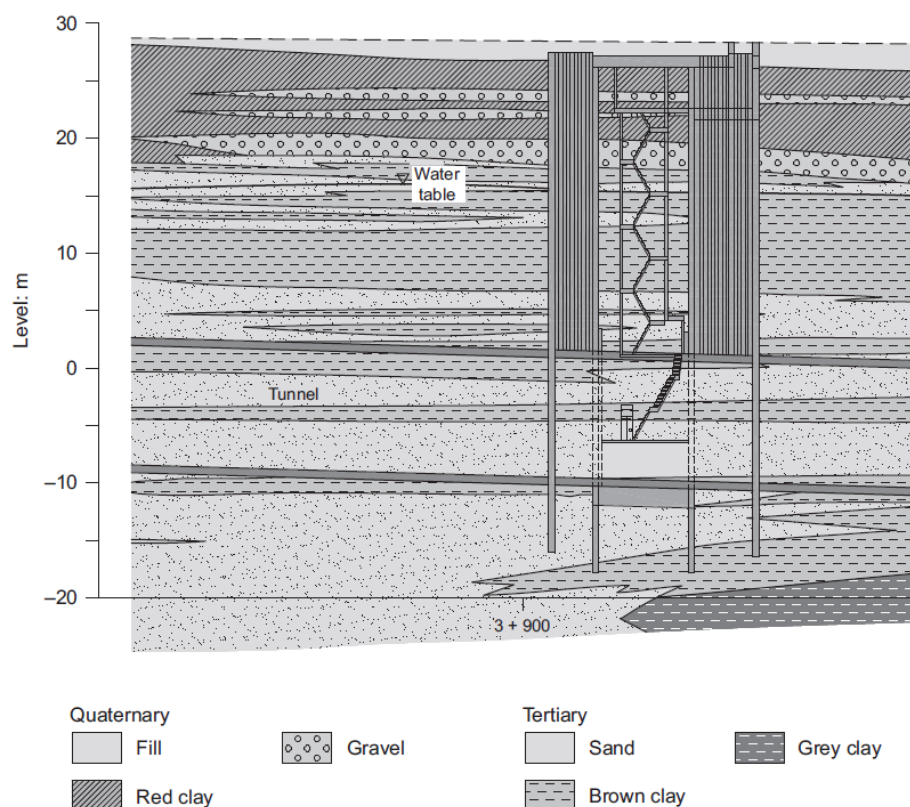 30
20
10
0
–10
–20
Level: m
Water
table
Tunnel
3 + 900
Quaternary
Fill
Gravel
Red clay
Tertiary
Sand
Grey clay
Brown clay